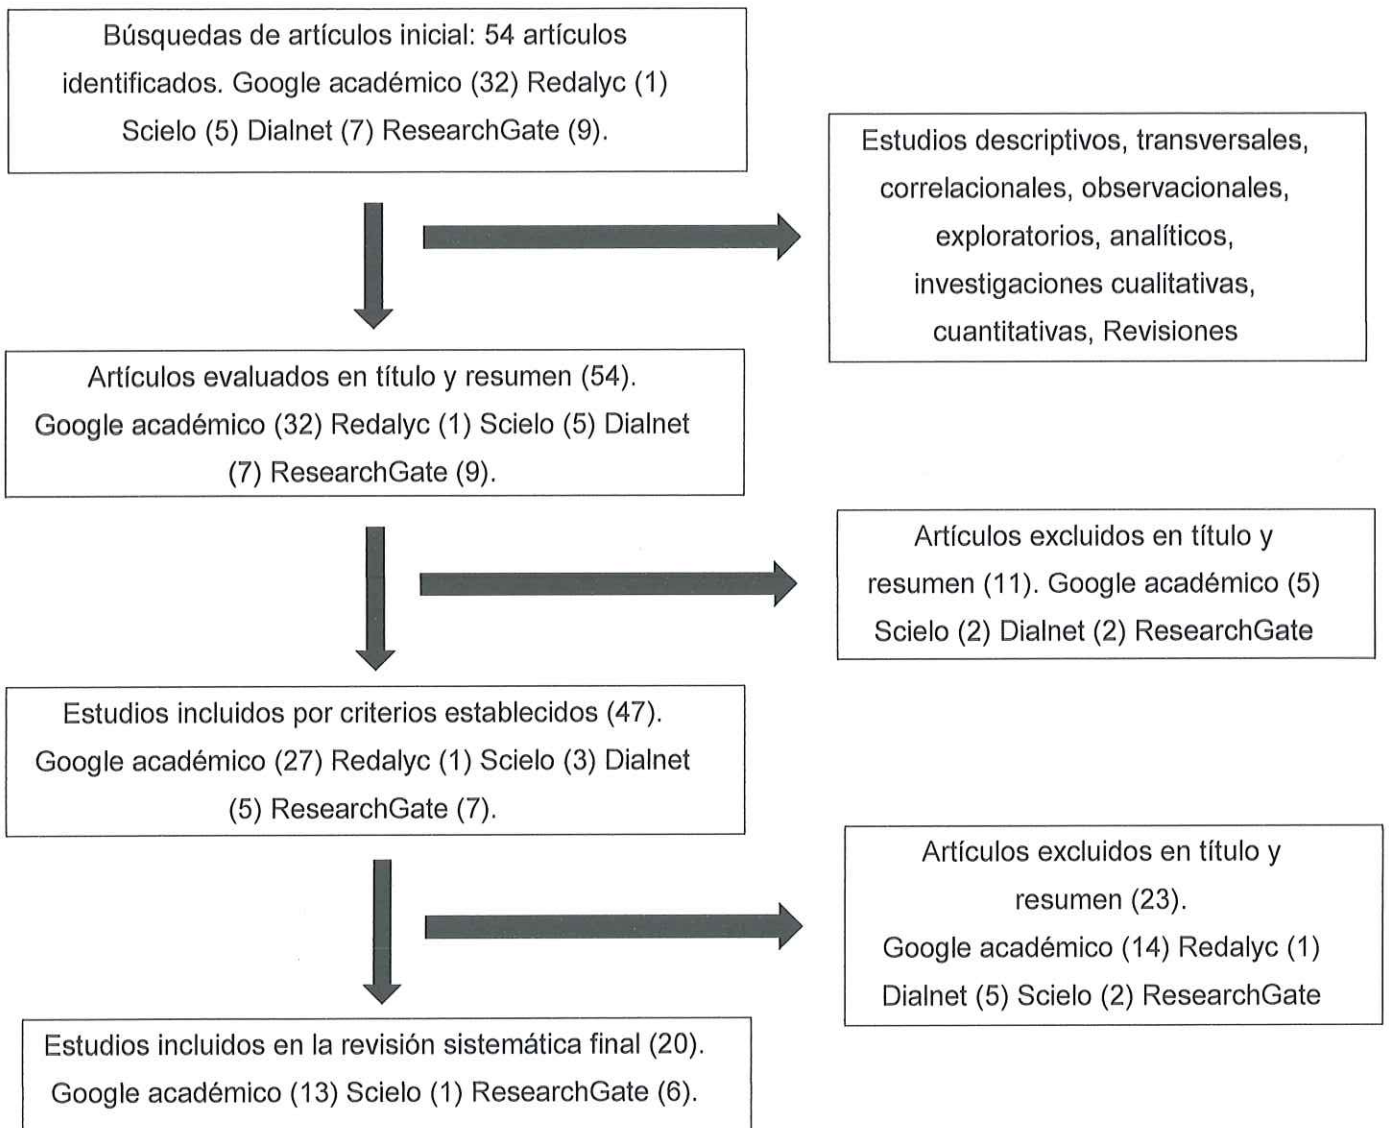 Búsquedas de artículos inicial: 54 artículos
identificados. Google académico (32) Redalyc (1)
Scielo (5) Dialnet (7) ResearchGate (9).
Estudios descriptivos, transversales,
correlacionales, observacionales,
exploratorios, analíticos,
investigaciones cualitativas,
cuantitativas, Revisiones
Artículos evaluados en título y resumen (54).
Google académico (32) Redalyc (1) Scielo (5) Dialnet
(7) ResearchGate (9).
Artículos excluidos en título y
resumen (11). Google académico (5)
Scielo (2) Dialnet (2) ResearchGate
Estudios incluidos por criterios establecidos (47).
Google académico (27) Redalyc (1) Scielo (3) Dialnet
(5) ResearchGate (7).
Artículos excluidos en título y
resumen (23).
Google académico (14) Redalyc (1)
Dialnet (5) Scielo (2) ResearchGate
Estudios incluidos en la revisión sistemática final (20).
Google académico (13) Scielo (1) ResearchGate (6).